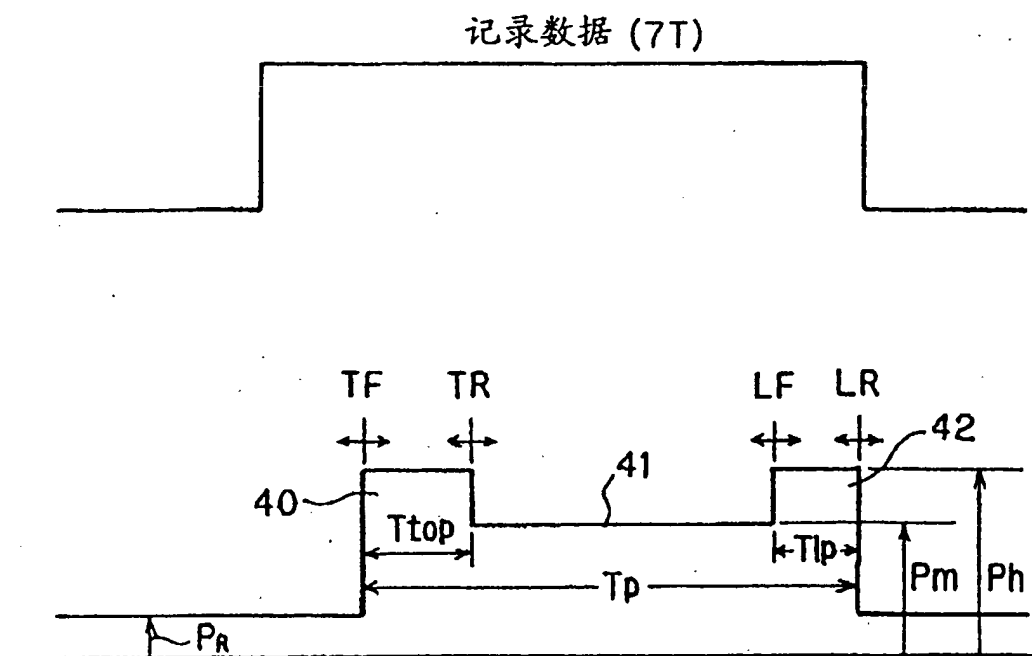 记录数据 (7T)
TF TR LF LR
42
41
40
Ttop
Tlp
Tp
Pm Ph
PR